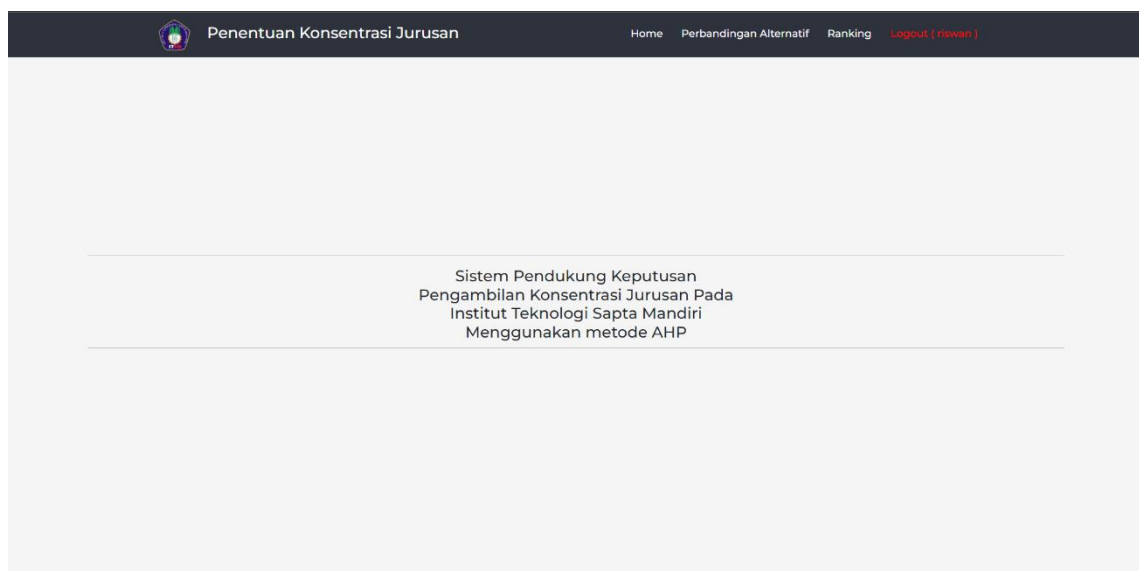 Penentuan Konsentrasi Jurusan
Home Perbandingan Alternatif Ranking Logout ( riswan )
Sistem Pendukung Keputusan
Pengambilan Konsentrasi Jurusan Pada
Institut Teknologi Sapta Mandiri
Menggunakan metode AHP